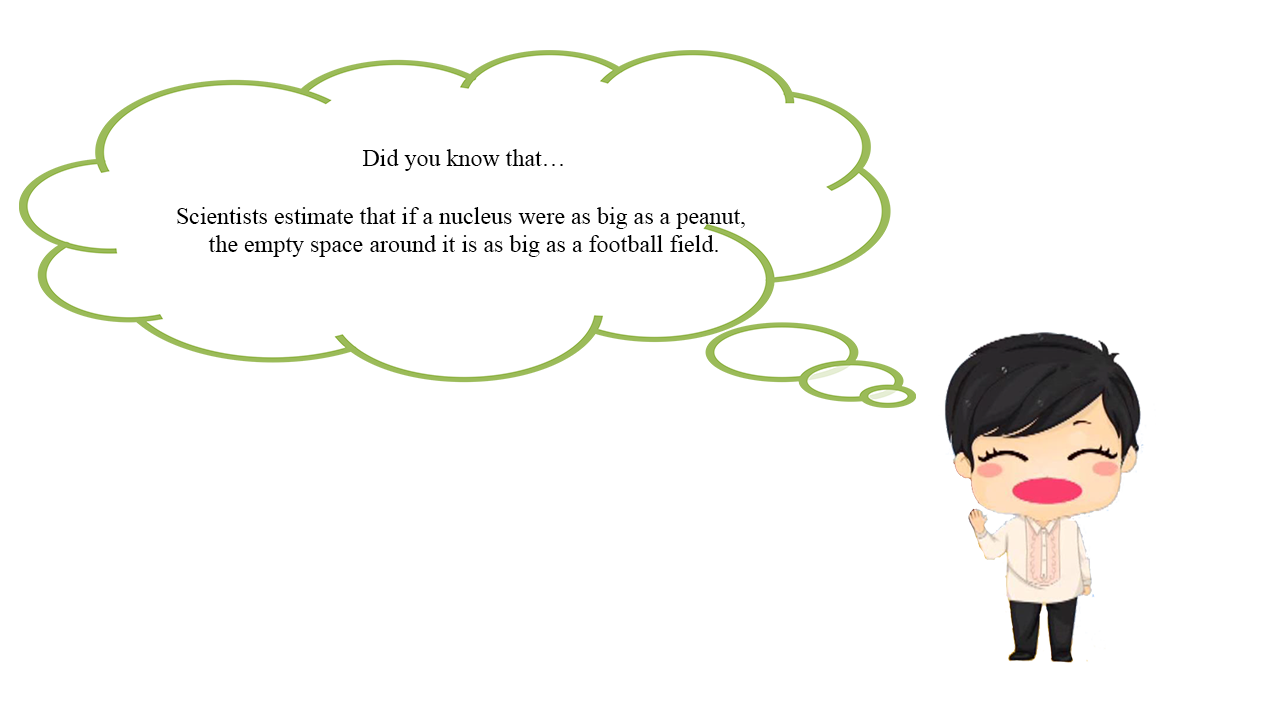 Did you know that…
Scientists estimate that if a nucleus were as big as a peanut,
the empty space around it is as big as a football field.